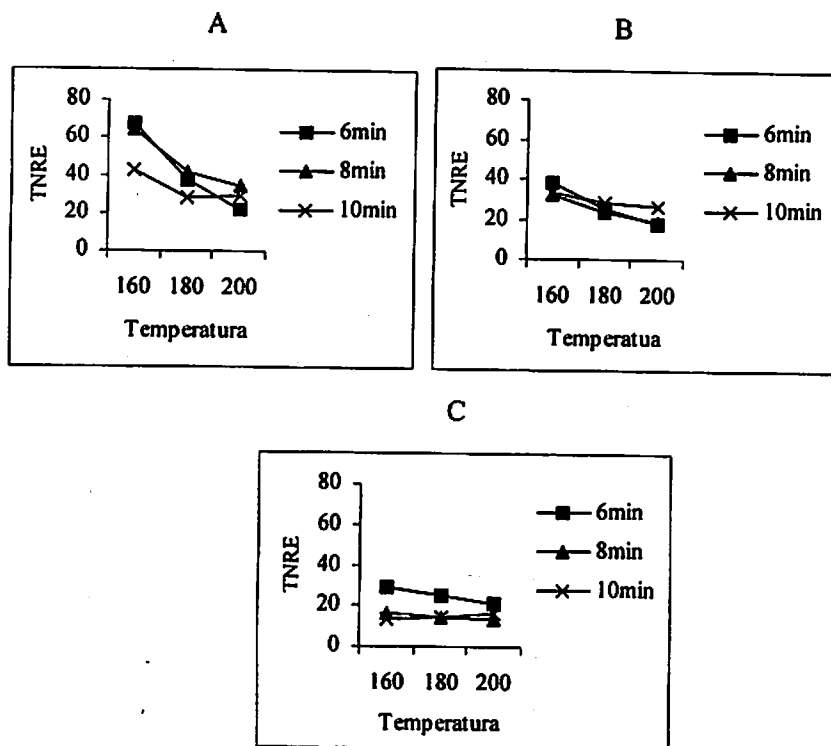 A
80
60
40
20
0
TNRE
160 180 200
Temperatura
6min
8min
10min
B
80
60
40
20
0
TNRE
160 180 200
Temperatua
6min
8min
10min
C
80
60
40
20
0
TNRE
160 180 200
Temperatura
6min
8min
10min